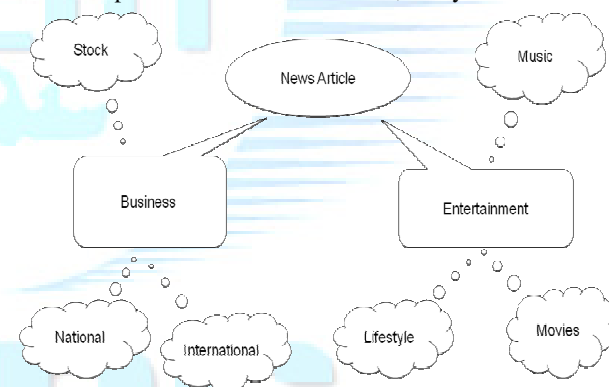 Stock
News Article
Music
Business
Entertainment
National
International
Lifestyle
Movies